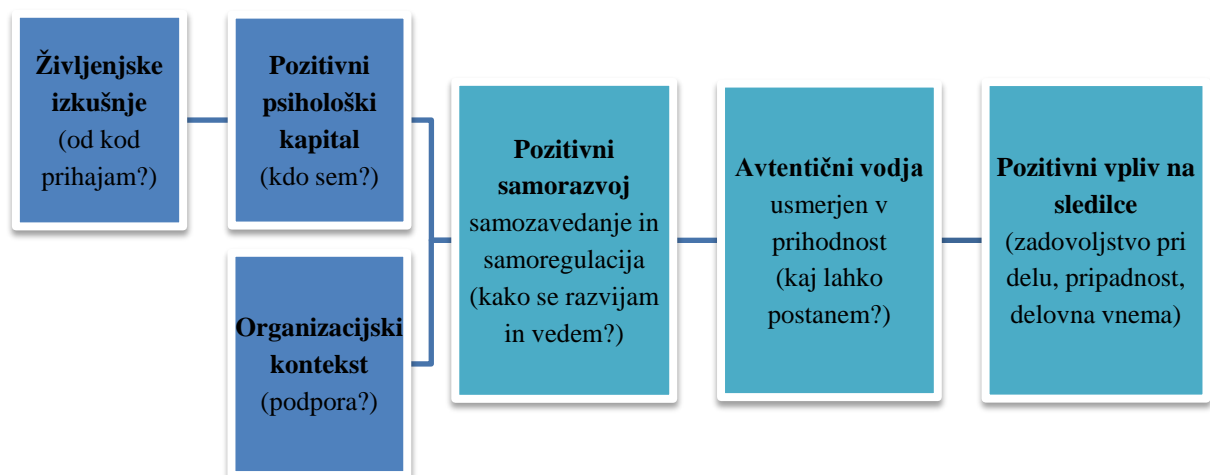 Življenjske
izkušnje
(od kod
prihajam?)
Pozitivni
psihološki
kapital
(kdo sem?)
Organizacijski
kontekst
(podpora?)
Pozitivni
samorazvoj
samozavedanje in
samoregulacija
(kako se razvijam
in vedem?)
Avtentični vodja
usmerjen v
prihodnost
(kaj lahko
postanem?)
Pozitivni vpliv na
sledilce
(zadovoljstvo pri
delu, pripadnost,
delovna vnema)